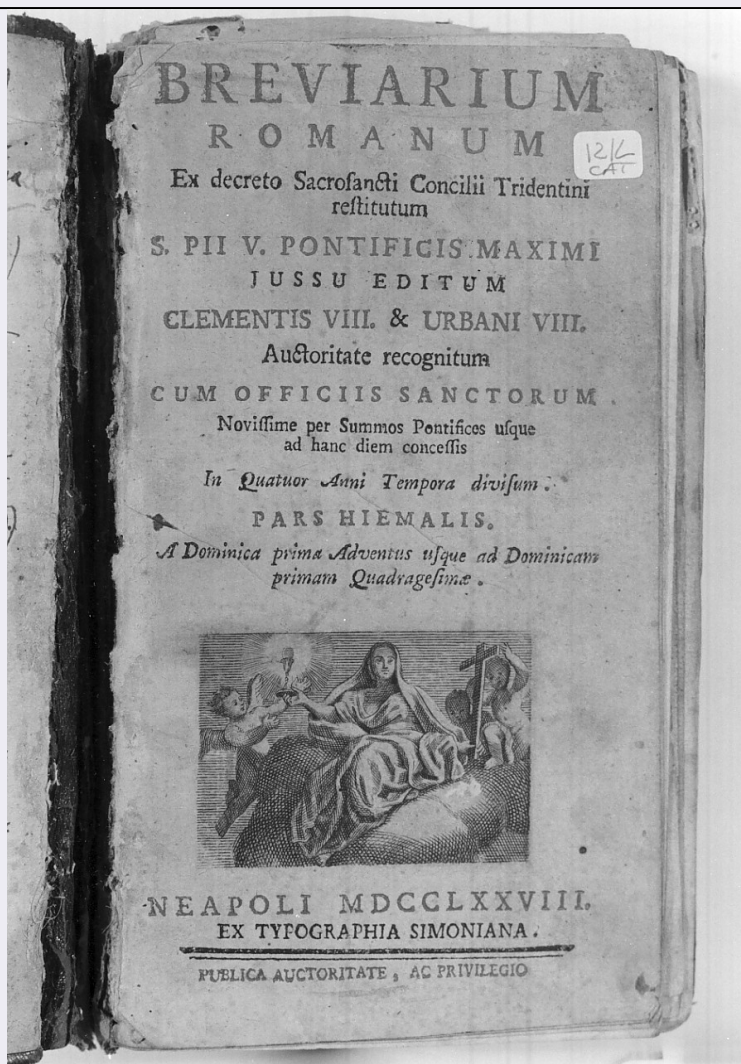 BREVIARIUM
ROMANUM
12/L
CAT
Ex decreto Sacroſancti Concilii Tridentini
reſtitutum
S. PII V. PONTIFICIS MAXIMI
JUSSU EDITUM
CLEMENTIS VIII. & URBANI VIII.
Auctoritate recognitum
CUM OFFICIIS SANCTORUM
Noviſſime per Summos Pontifices uſque
ad hanc diem conceſſis
In Quatuor Anni Tempora diviſum.
PARS HIEMALIS.
A Dominica prima Adventus uſque ad Dominicam
primam Quadrageſimæ.
NEAPOLI MDCCLXXVIII.
EX TYPOGRAPHIA SIMONIANA.
PUBLICA AUCTORITATE, AC PRIVILEGIO